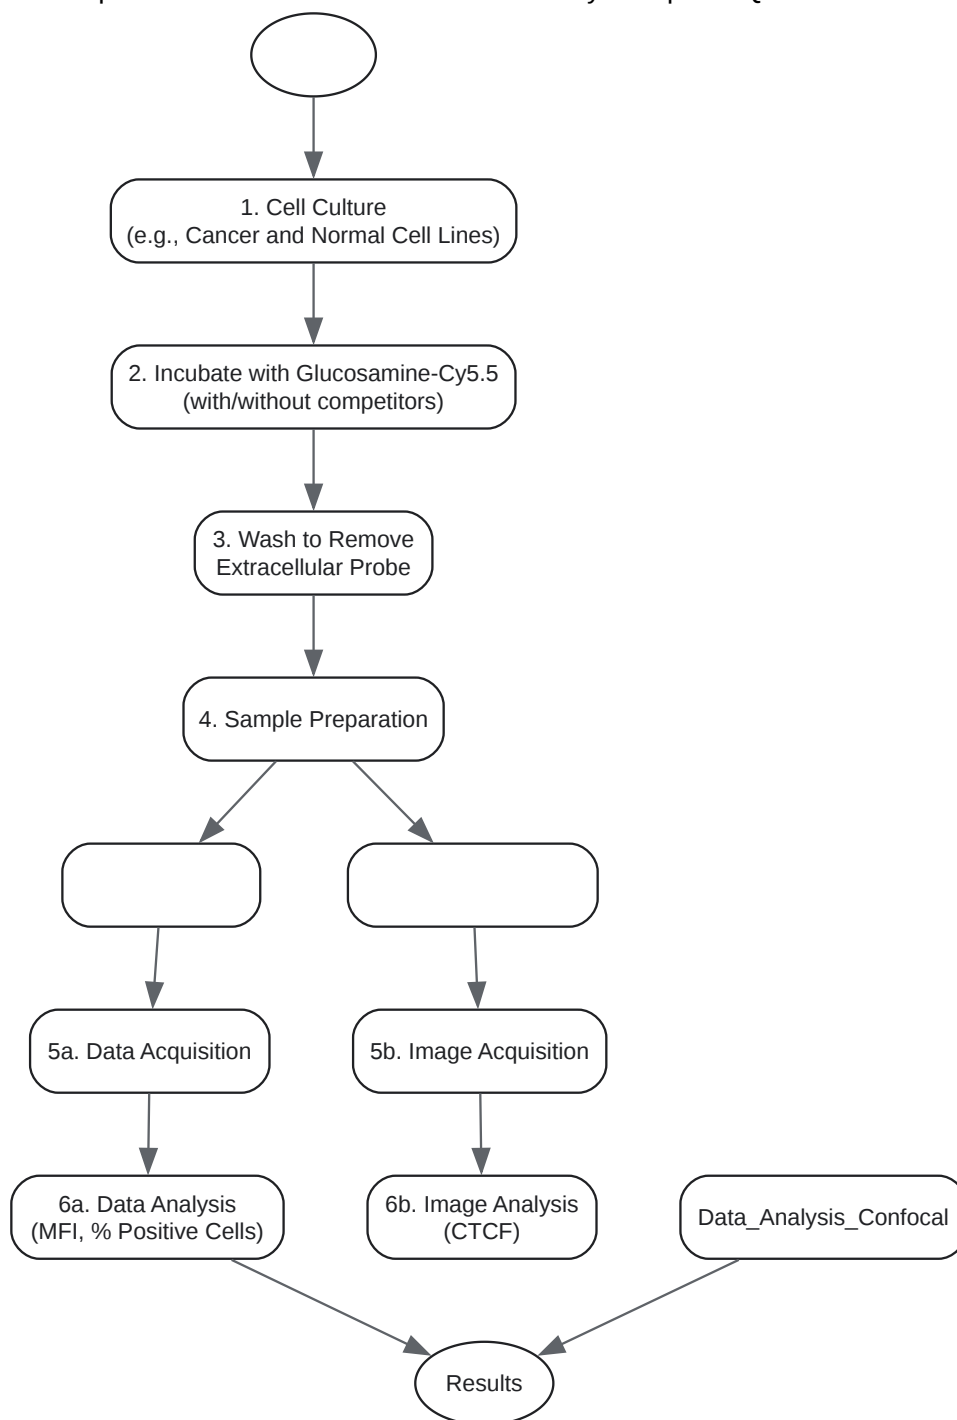 1. Cell Culture
(e.g., Cancer and Normal Cell Lines)
2. Incubate with Glucosamine-Cy5.5
(with/without competitors)
3. Wash to Remove
Extracellular Probe
4. Sample Preparation
5a. Data Acquisition
5b. Image Acquisition
6a. Data Analysis
(MFI, % Positive Cells)
6b. Image Analysis
(CTCF)
Data_Analysis_Confocal
Results